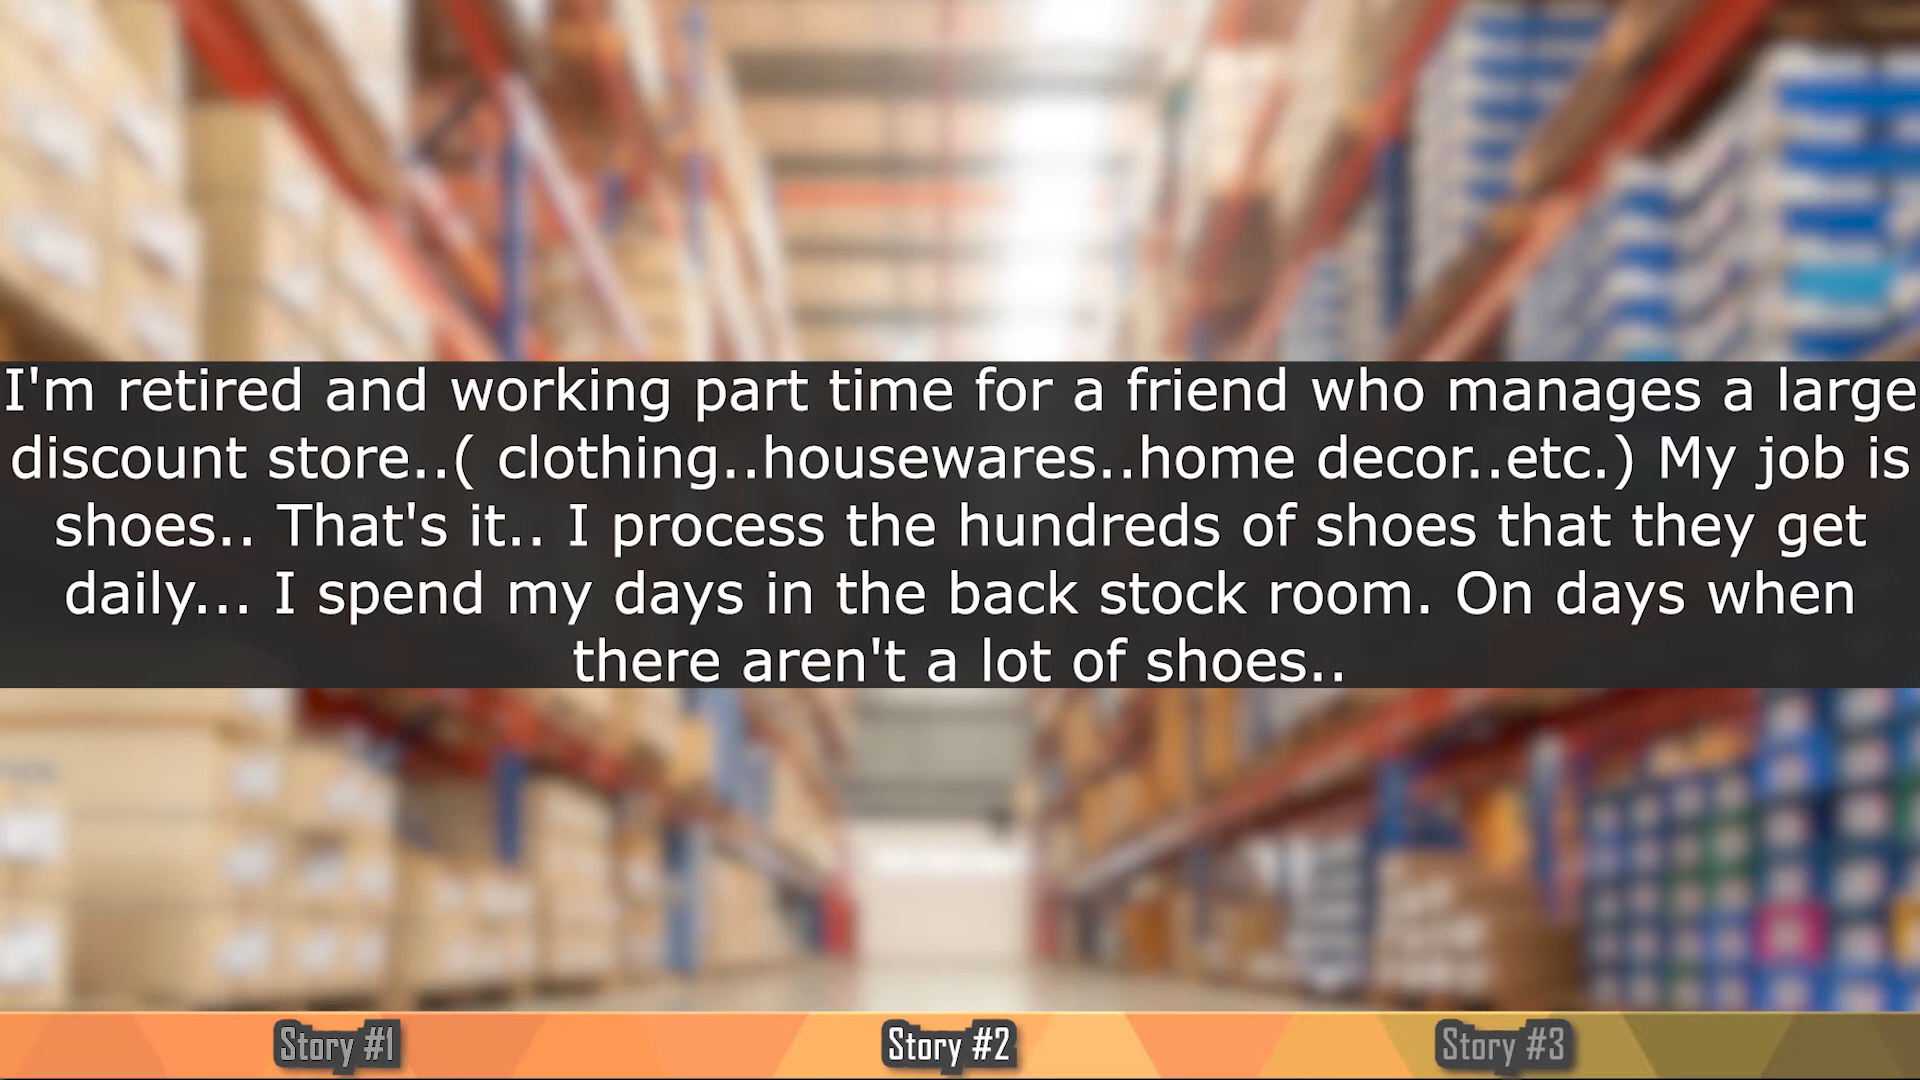 I'm retired and working part time for a friend who manages a large
discount store..( clothing..housewares..home decor..etc.) My job is
shoes.. That's it.. I process the hundreds of shoes that they get
daily... I spend my days in the back stock room. On days when
there aren't a lot of shoes..
Story #1
Story #2
Story #3